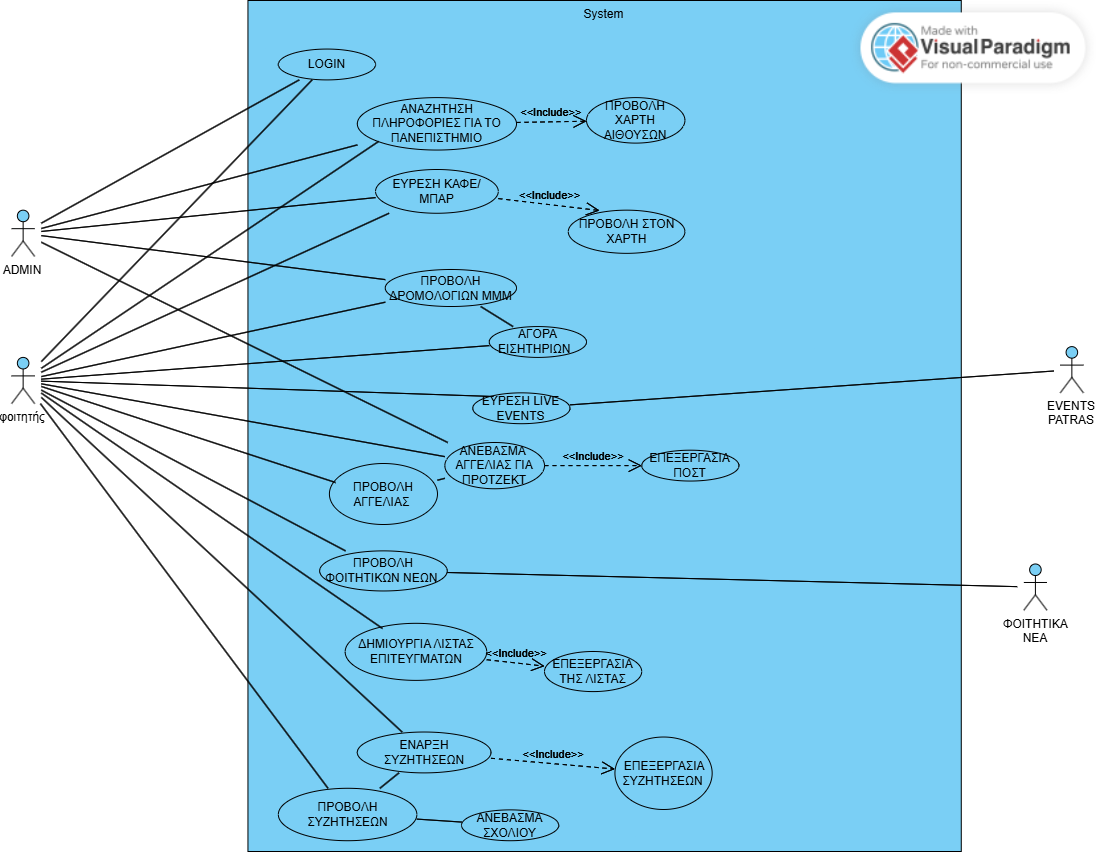 System
Made with
VisualParadigm
For non-commercial use
LOGIN
ΑΝΑΖΗΤΗΣΗ
ΠΛΗΡΟΦΟΡΙΕΣ ΓΙΑ ΤΟ
ΠΑΝΕΠΙΣΤΗΜΙΟ
<<Include>>
ΠΡΟΒΟΛΗ
ΧΑΡΤΗ
ΑΙΘΟΥΣΩΝ
ΕΥΡΕΣΗ ΚΑΦΕ/
ΜΠΑΡ
<<Include>>
ΠΡΟΒΟΛΗ ΣΤΟΝ
ΧΑΡΤΗ
ADMIN
ΠΡΟΒΟΛΗ
ΔΡΟΜΟΛΟΓΙΩΝ ΜΜΜ
ΑΓΟΡΑ
ΕΙΣΗΤΗΡΙΩΝ
φοιτητής
ΕΥΡΕΣΗ LIVE
EVENTS
EVENTS
PATRAS
ΑΝΕΒΑΣΜΑ
ΑΓΓΕΛΙΑΣ ΓΙΑ
ΠΡΟΤΖΕΚΤ
<<Include>>
ΕΠΕΞΕΡΓΑΣΙΑ
ΠΟΣΤ
ΠΡΟΒΟΛΗ
ΑΓΓΕΛΙΑΣ
ΠΡΟΒΟΛΗ
ΦΟΙΤΗΤΙΚΩΝ ΝΕΩΝ
ΦΟΙΤΗΤΙΚΑ
ΝΕΑ
ΔΗΜΙΟΥΡΓΙΑ ΛΙΣΤΑΣ
ΕΠΙΤΕΥΓΜΑΤΩΝ
<<Include>>
ΕΠΕΞΕΡΓΑΣΙΑ
ΤΗΣ ΛΙΣΤΑΣ
ΕΝΑΡΞΗ
ΣΥΖΗΤΗΣΕΩΝ
<<Include>>
ΕΠΕΞΕΡΓΑΣΙΑ
ΣΥΖΗΤΗΣΕΩΝ
ΠΡΟΒΟΛΗ
ΣΥΖΗΤΗΣΕΩΝ
ΑΝΕΒΑΣΜΑ
ΣΧΟΛΙΟΥ